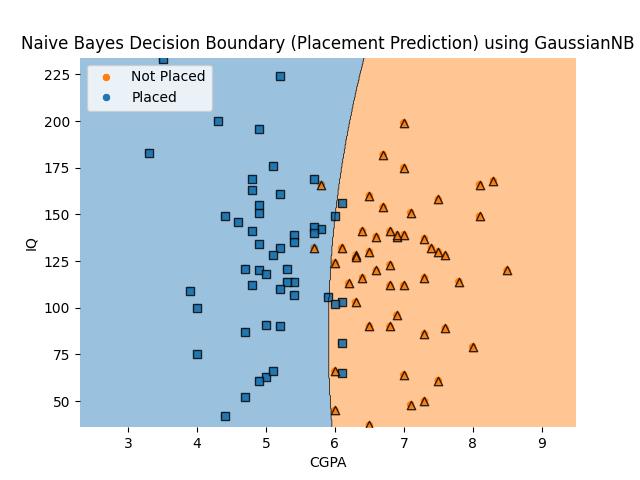 Naive Bayes Decision Boundary (Placement Prediction) using GaussianNB
Not Placed
Placed
225
200
175
150
125
100
75
50
IQ
3 4 5 6 7 8 9
CGPA